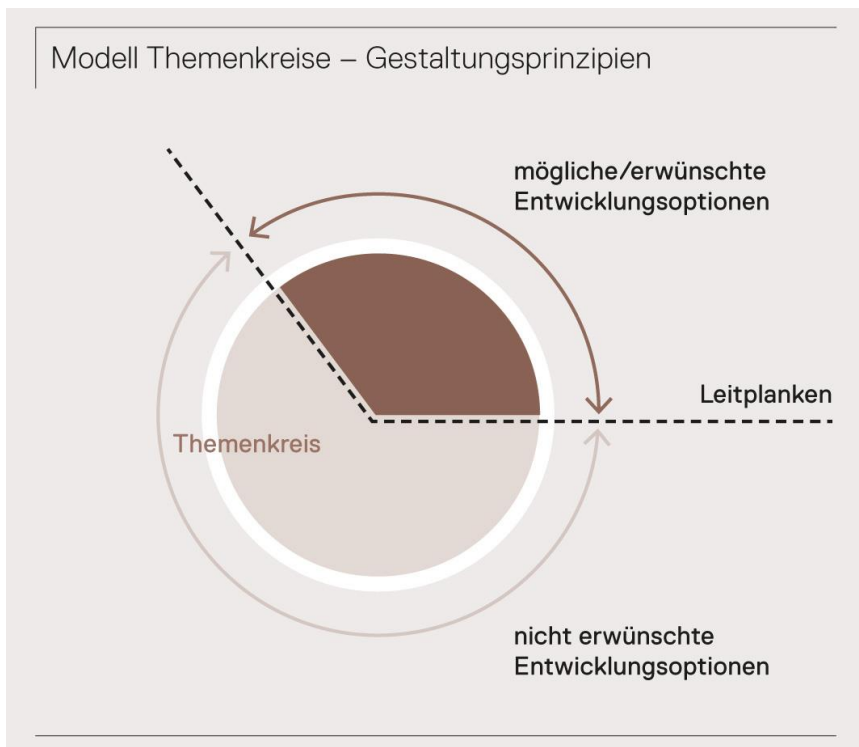 Modell Themenkreise – Gestaltungsprinzipien
mögliche/erwünschte
Entwicklungsoptionen
Leitplanken
Themenkreis
nicht erwünschte
Entwicklungsoptionen